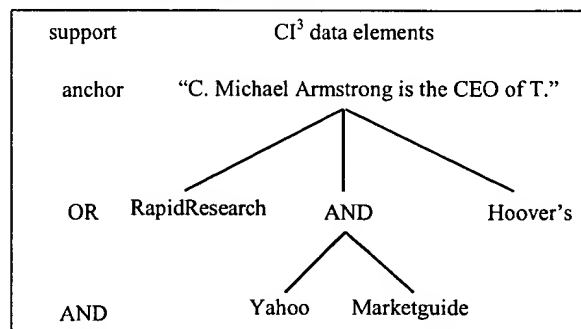 support CI³ data elements
anchor "C. Michael Armstrong is the CEO of T."
OR RapidResearch AND Hoover's
AND Yahoo Marketguide